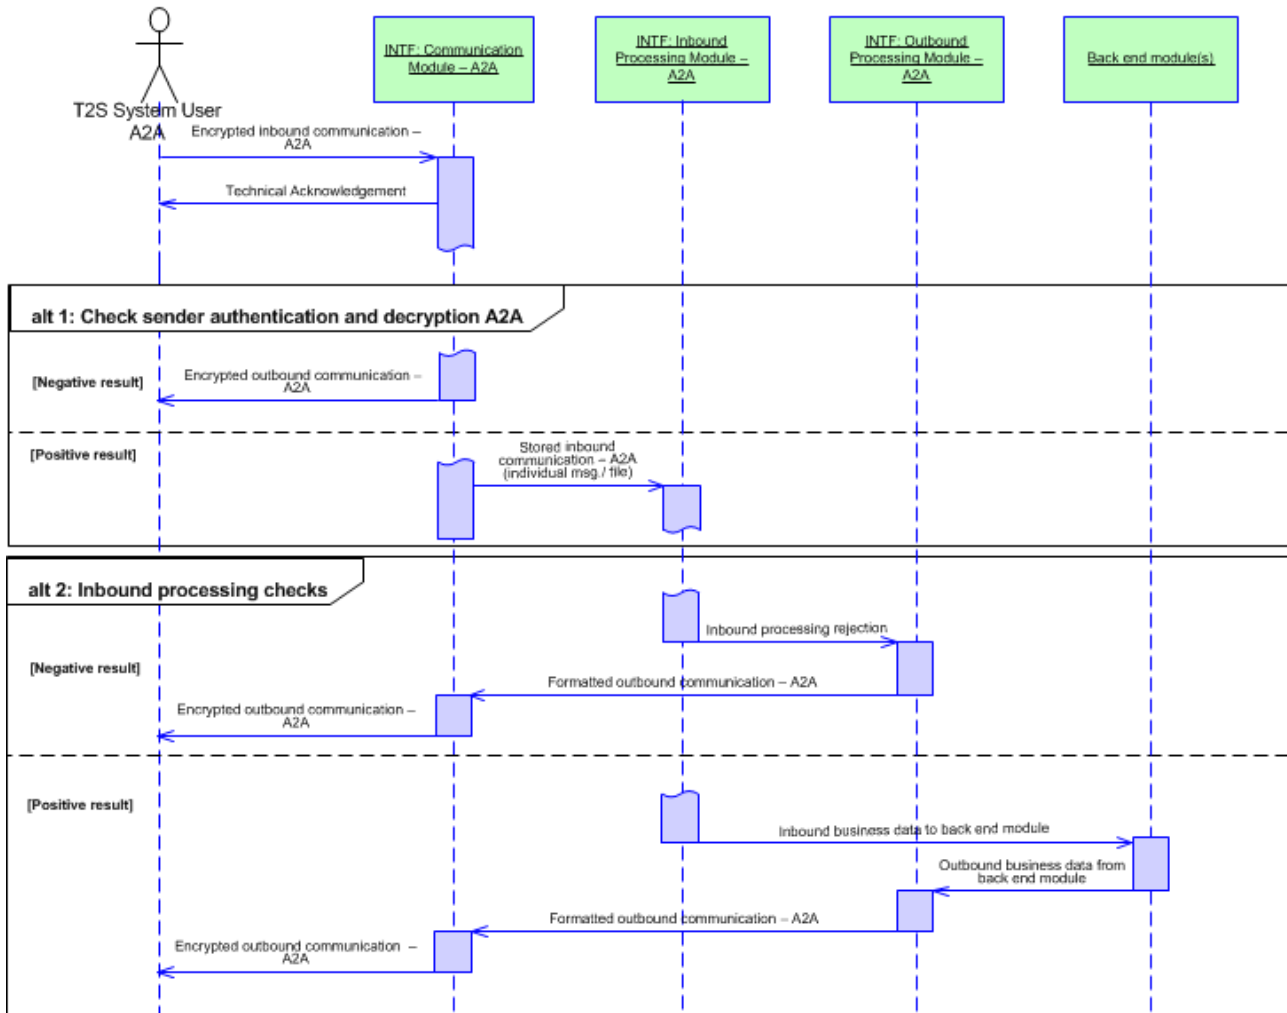 T2S System User
A2A
INTF: Communication
Module – A2A
INTF: Inbound
Processing Module –
A2A
INTF: Outbound
Processing Module –
A2A
Back end module(s)
Encrypted inbound communication –
A2A
Technical Acknowledgement
alt 1: Check sender authentication and decryption A2A
[Negative result]
Encrypted outbound communication –
A2A
[Positive result]
Stored inbound
communication – A2A
(individual msg./ file)
alt 2: Inbound processing checks
Inbound processing rejection
[Negative result]
Formatted outbound communication – A2A
Encrypted outbound communication –
A2A
[Positive result]
Inbound business data to back end module
Outbound business data from
back end module
Formatted outbound communication – A2A
Encrypted outbound communication –
A2A